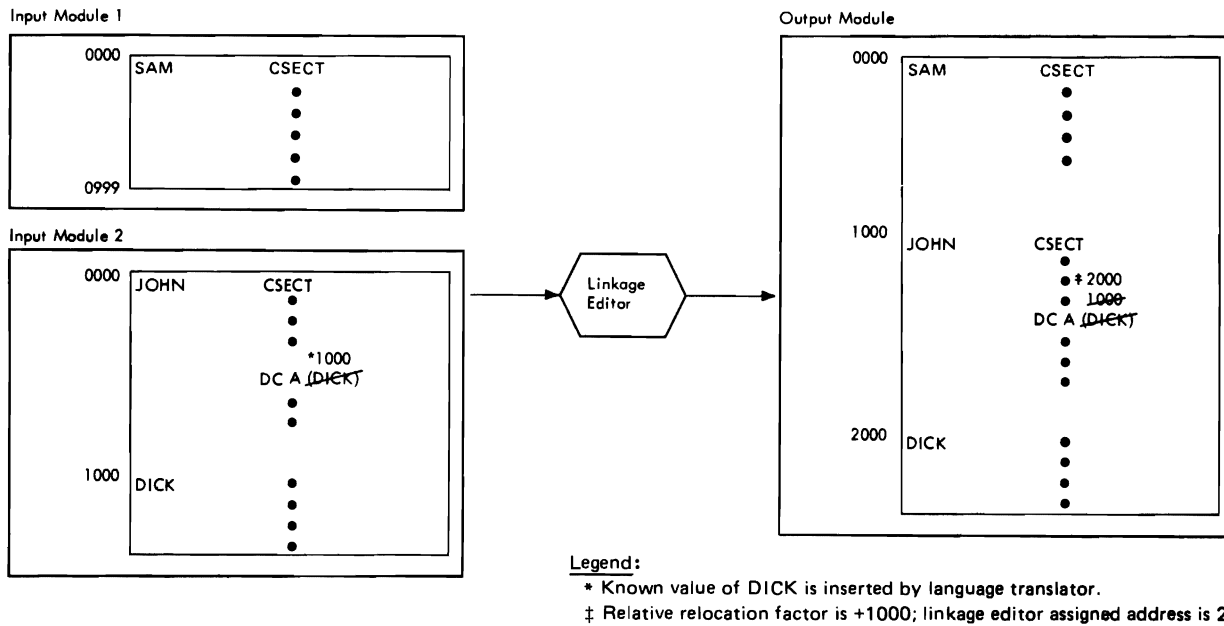 Input Module 1
0000
SAM CSECT
0999
Input Module 2
0000
JOHN CSECT
*1000
DC A (DICK)
1000
DICK
Linkage
Editor
Output Module
0000
SAM CSECT
1000
JOHN CSECT
‡ 2000
1000
DC A (DICK)
2000
DICK
Legend:
* Known value of DICK is inserted by language translator.
‡ Relative relocation factor is +1000; linkage editor assigned address is